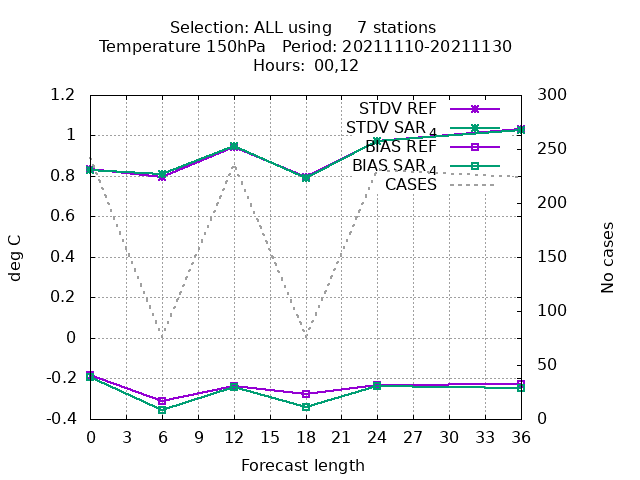 Selection: ALL using     7 stations
Temperature 150hPa   Period: 20211110-20211130
Hours:  00,12
STDV REF
STDV SAR4
BIAS REF
BIAS SAR4
CASES
1.2
1
0.8
0.6
0.4
0.2
0
-0.2
-0.4
deg C
300
250
200
150
100
50
0
No cases
0 3 6 9 12 15 18 21 24 27 30 33 36
Forecast length